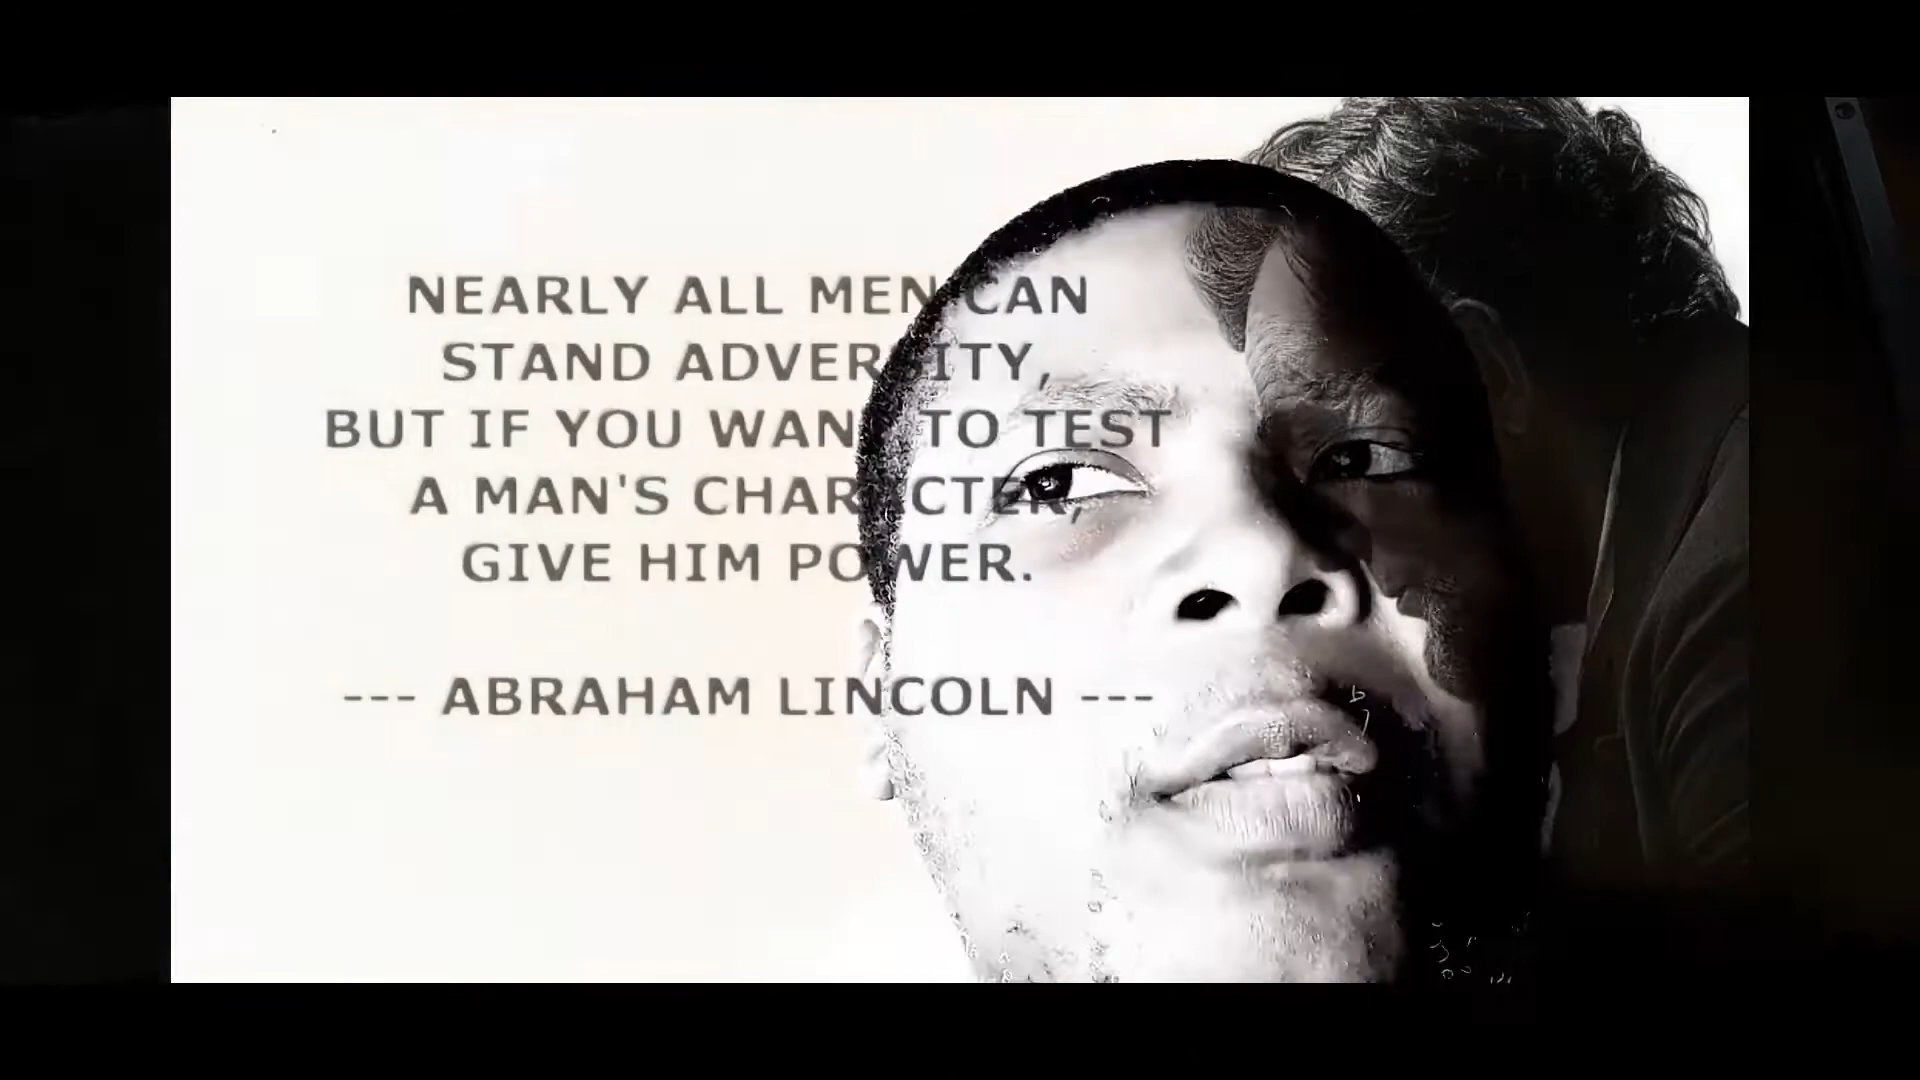 NEARLY ALL MEN CAN
STAND ADVERSITY,
BUT IF YOU WANT TO TEST
A MAN'S CHARACTER,
GIVE HIM POWER.
--- ABRAHAM LINCOLN ---